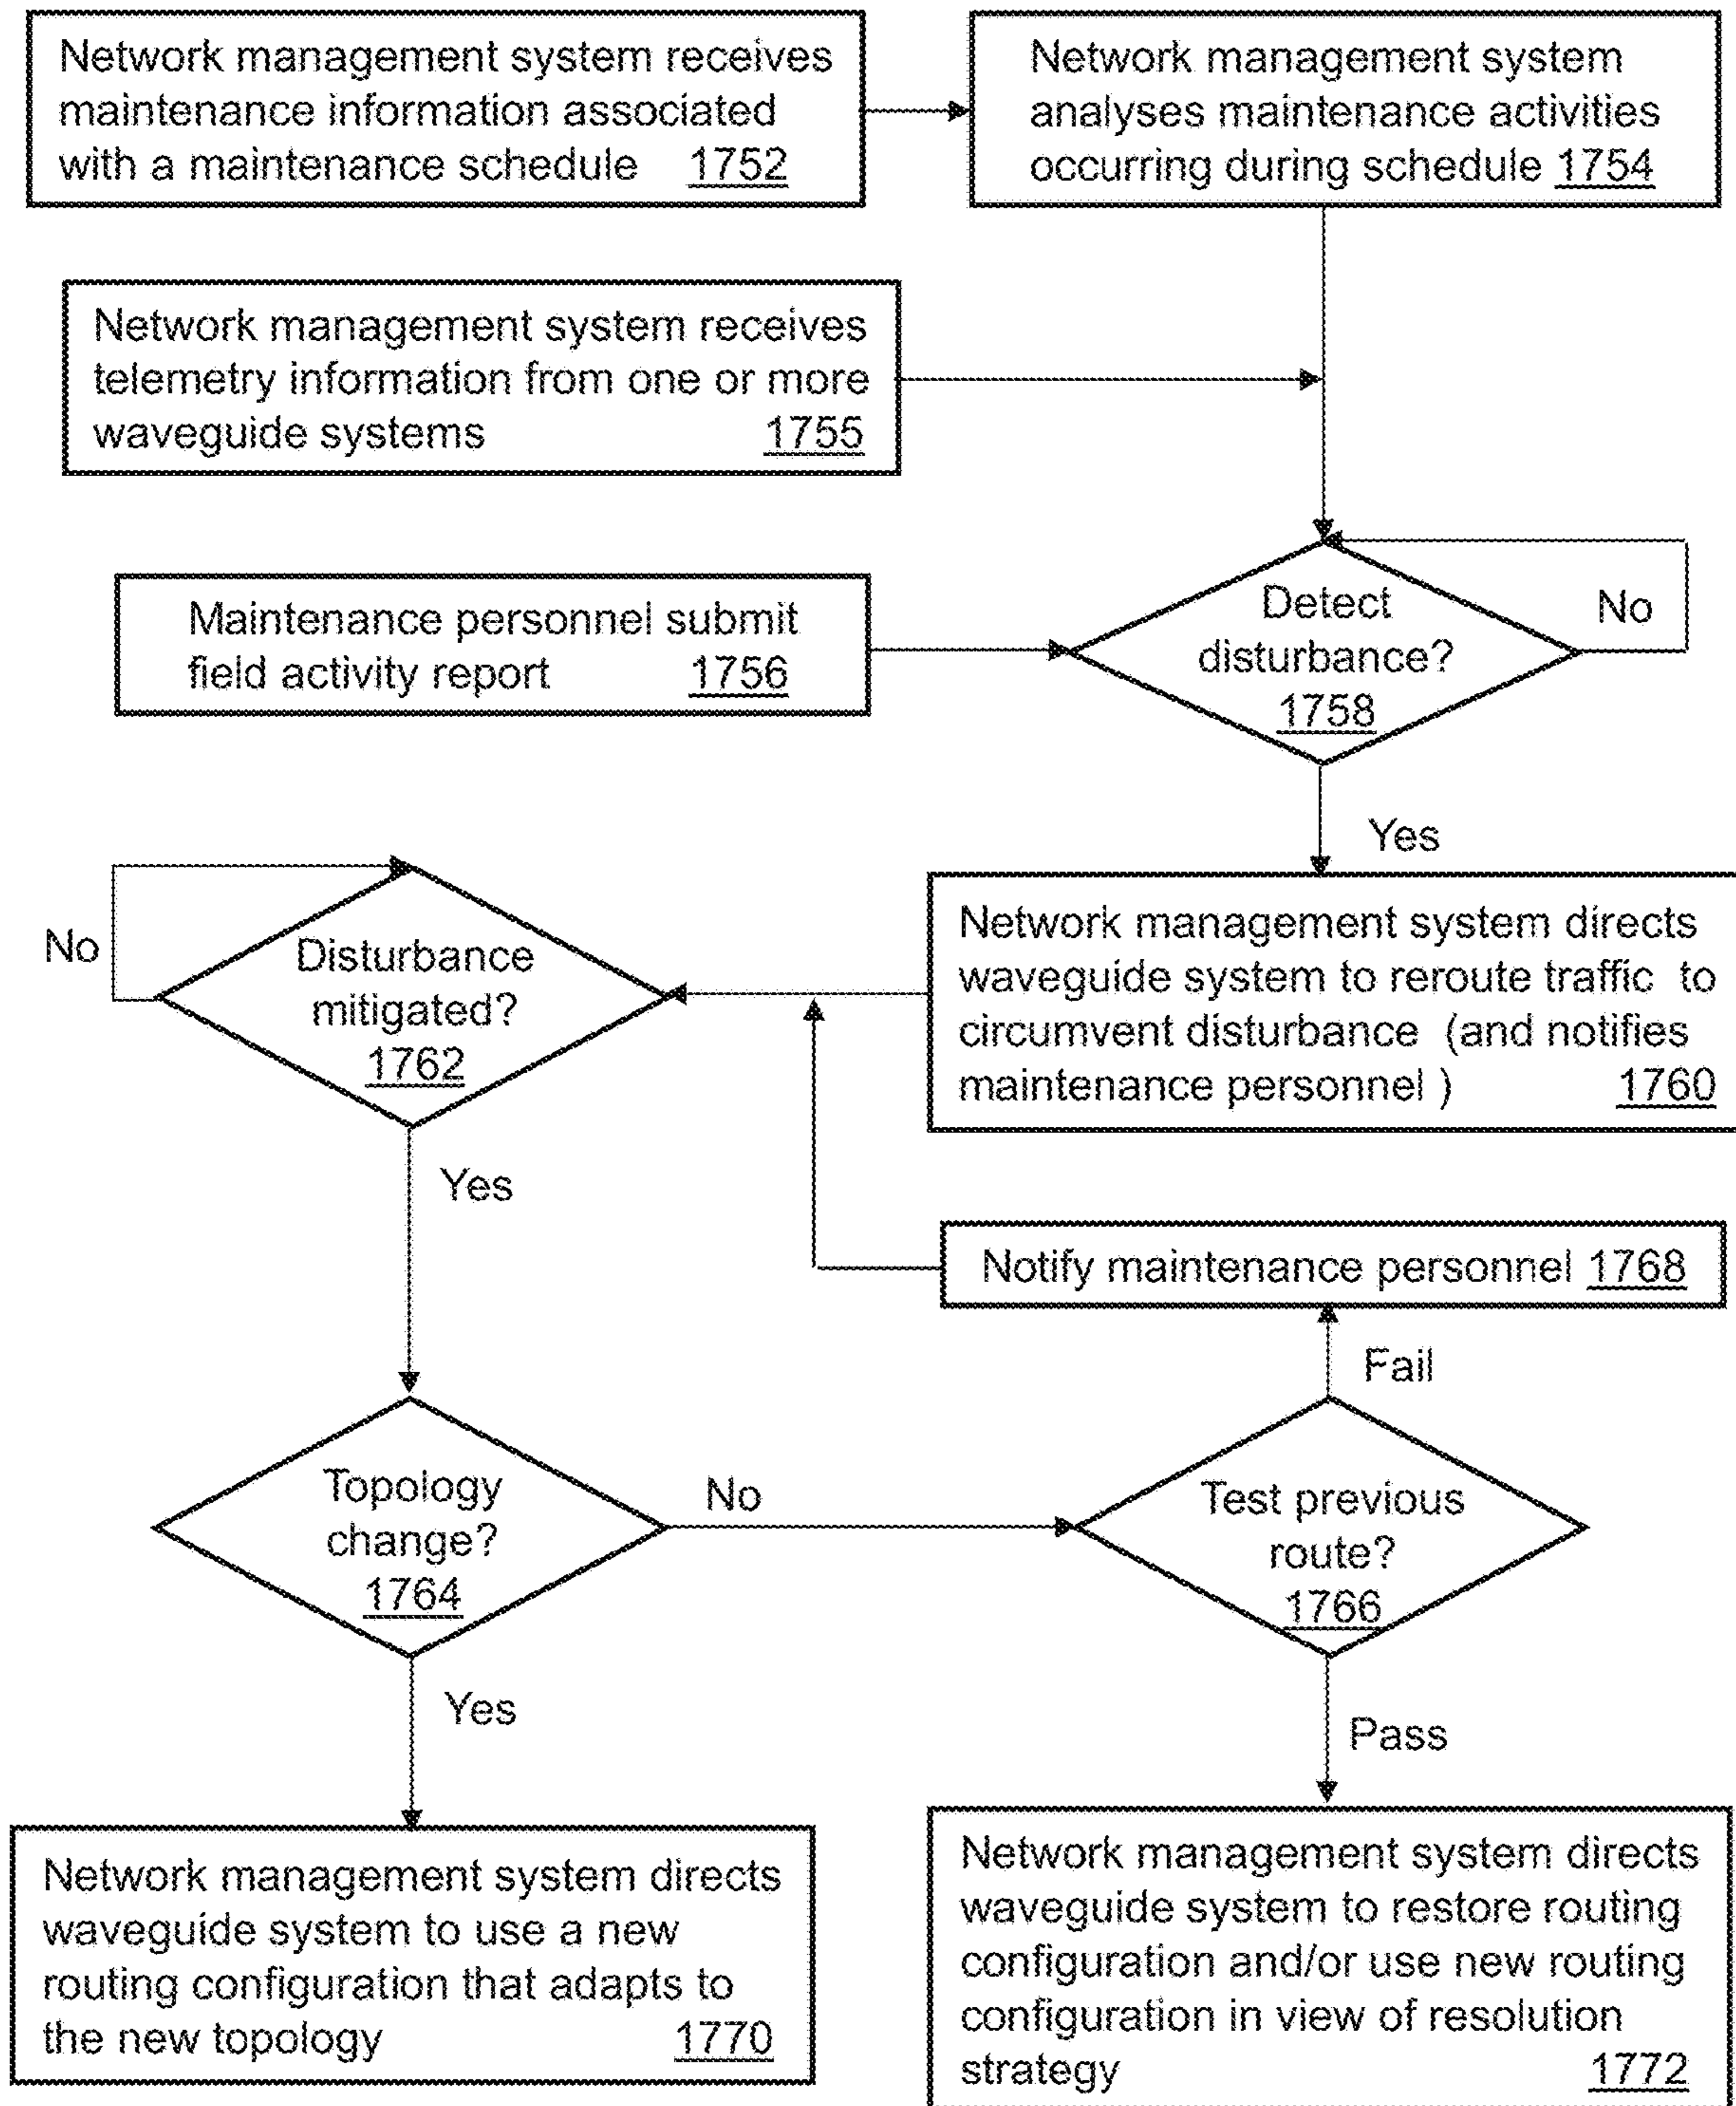 Network management system receives
maintenance information associated
with a maintenance schedule 1752
Network management system
analyses maintenance activities
occurring during schedule 1754
Network management system receives
telemetry information from one or more
waveguide systems 1755
Maintenance personnel submit
field activity report 1756
Detect
disturbance?
1758
No
Yes
Network management system directs
waveguide system to reroute traffic to
circumvent disturbance (and notifies
maintenance personnel ) 1760
No
Disturbance
mitigated?
1762
Yes
Notify maintenance personnel 1768
Fail
Topology
change?
1764
No
Test previous
route?
1766
Yes
Pass
Network management system directs
waveguide system to use a new
routing configuration that adapts to
the new topology 1770
Network management system directs
waveguide system to restore routing
configuration and/or use new routing
configuration in view of resolution
strategy 1772